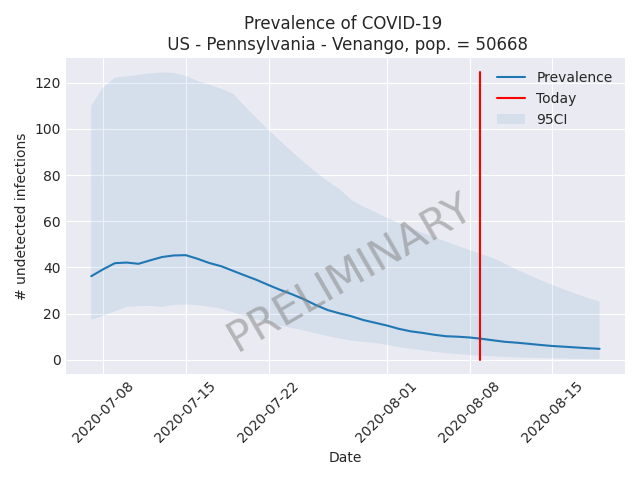 Prevalence of COVID-19
US - Pennsylvania - Venango, pop. = 50668
# undetected infections
120
100
80
60
40
20
0
Prevalence
Today
95CI
PRELIMINARY
2020-07-08
2020-07-15
2020-07-22
2020-08-01
2020-08-08
2020-08-15
Date